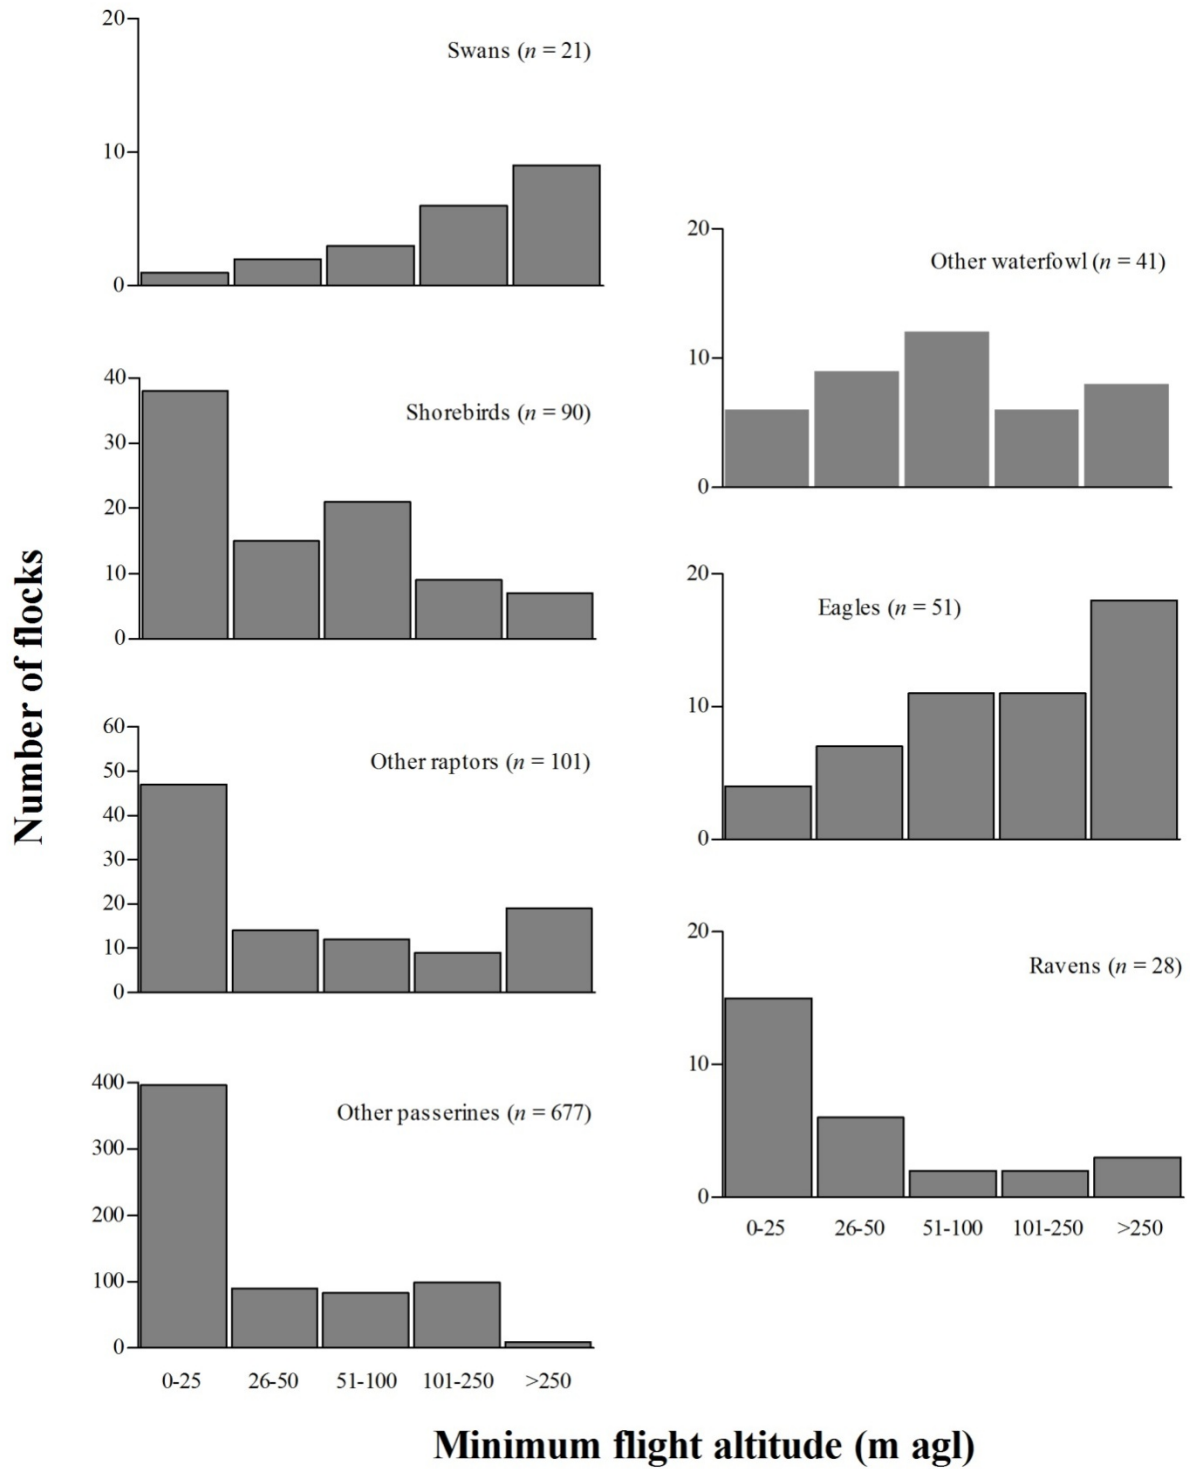 Number of flocks
20
10
0
Swans (n = 21)
40
30
20
10
0
Shorebirds (n = 90)
60
50
40
30
20
10
0
Other raptors (n = 101)
400
300
200
100
0
Other passerines (n = 677)
0-25 26-50 51-100 101-250 >250
20
10
0
Other waterfowl (n = 41)
20
10
0
Eagles (n = 51)
20
10
0
Ravens (n = 28)
0-25 26-50 51-100 101-250 >250
Minimum flight altitude (m agl)